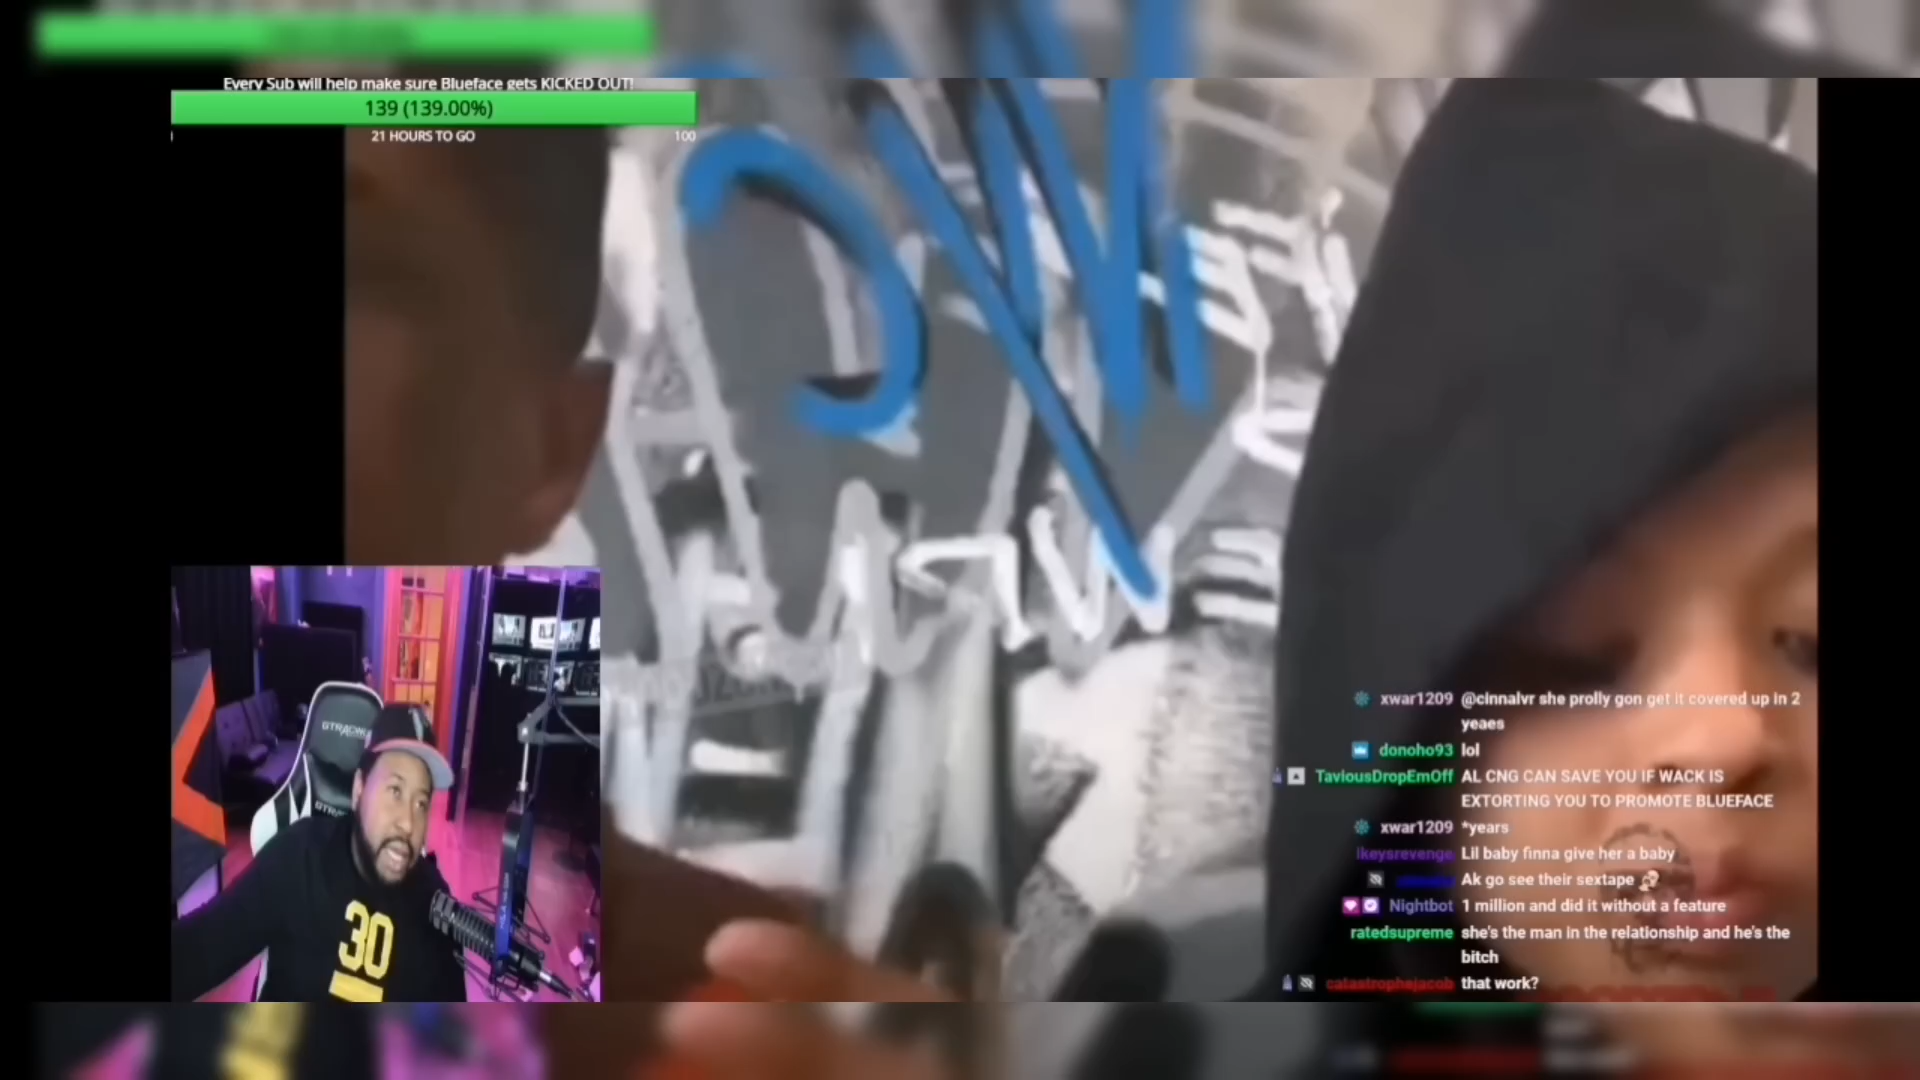 Every Sub will help make sure Blueface gets KICKED OUT!
139 (139.00%)
21 HOURS TO GO
100
GTRACING
GTRACING
30
xwar1209 @cinnalvr she prolly gon get it covered up in 2
yeaes
donoho93 lol
TaviousDropEmOff AL CNG CAN SAVE YOU IF WACK IS
EXTORTING YOU TO PROMOTE BLUEFACE
xwar1209 *years
ikeysrevenge Lil baby finna give her a baby
Ak go see their sextape
Nightbot 1 million and did it without a feature
ratedsupreme she's the man in the relationship and he's the
bitch
catastrophejacob that work?